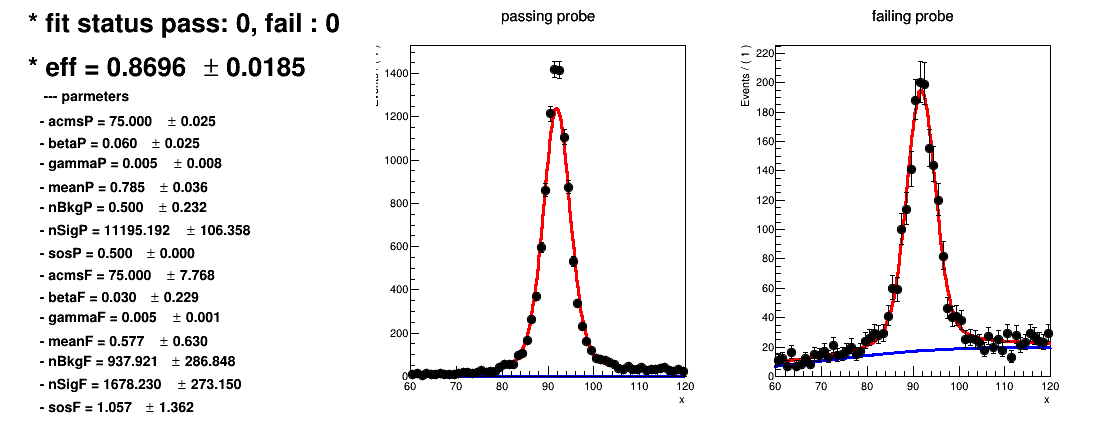 * fit status pass: 0, fail : 0
* eff = 0.8696 ± 0.0185
--- parmeters
- acmsP = 75.000 ± 0.025
- betaP = 0.060 ± 0.025
- gammaP = 0.005 ± 0.008
- meanP = 0.785 ± 0.036
- nBkgP = 0.500 ± 0.232
- nSigP = 11195.192 ± 106.358
- sosP = 0.500 ± 0.000
- acmsF = 75.000 ± 7.768
- betaF = 0.030 ± 0.229
- gammaF = 0.005 ± 0.001
- meanF = 0.577 ± 0.630
- nBkgF = 937.921 ± 286.848
- nSigF = 1678.230 ± 273.150
- sosF = 1.057 ± 1.362
passing probe
1400
1200
1000
800
600
400
200
0
60 70 80 90 100 110 120
x
failing probe
Events / ( 1 )
220
200
180
160
140
120
100
80
60
40
20
0
60 70 80 90 100 110 120
x